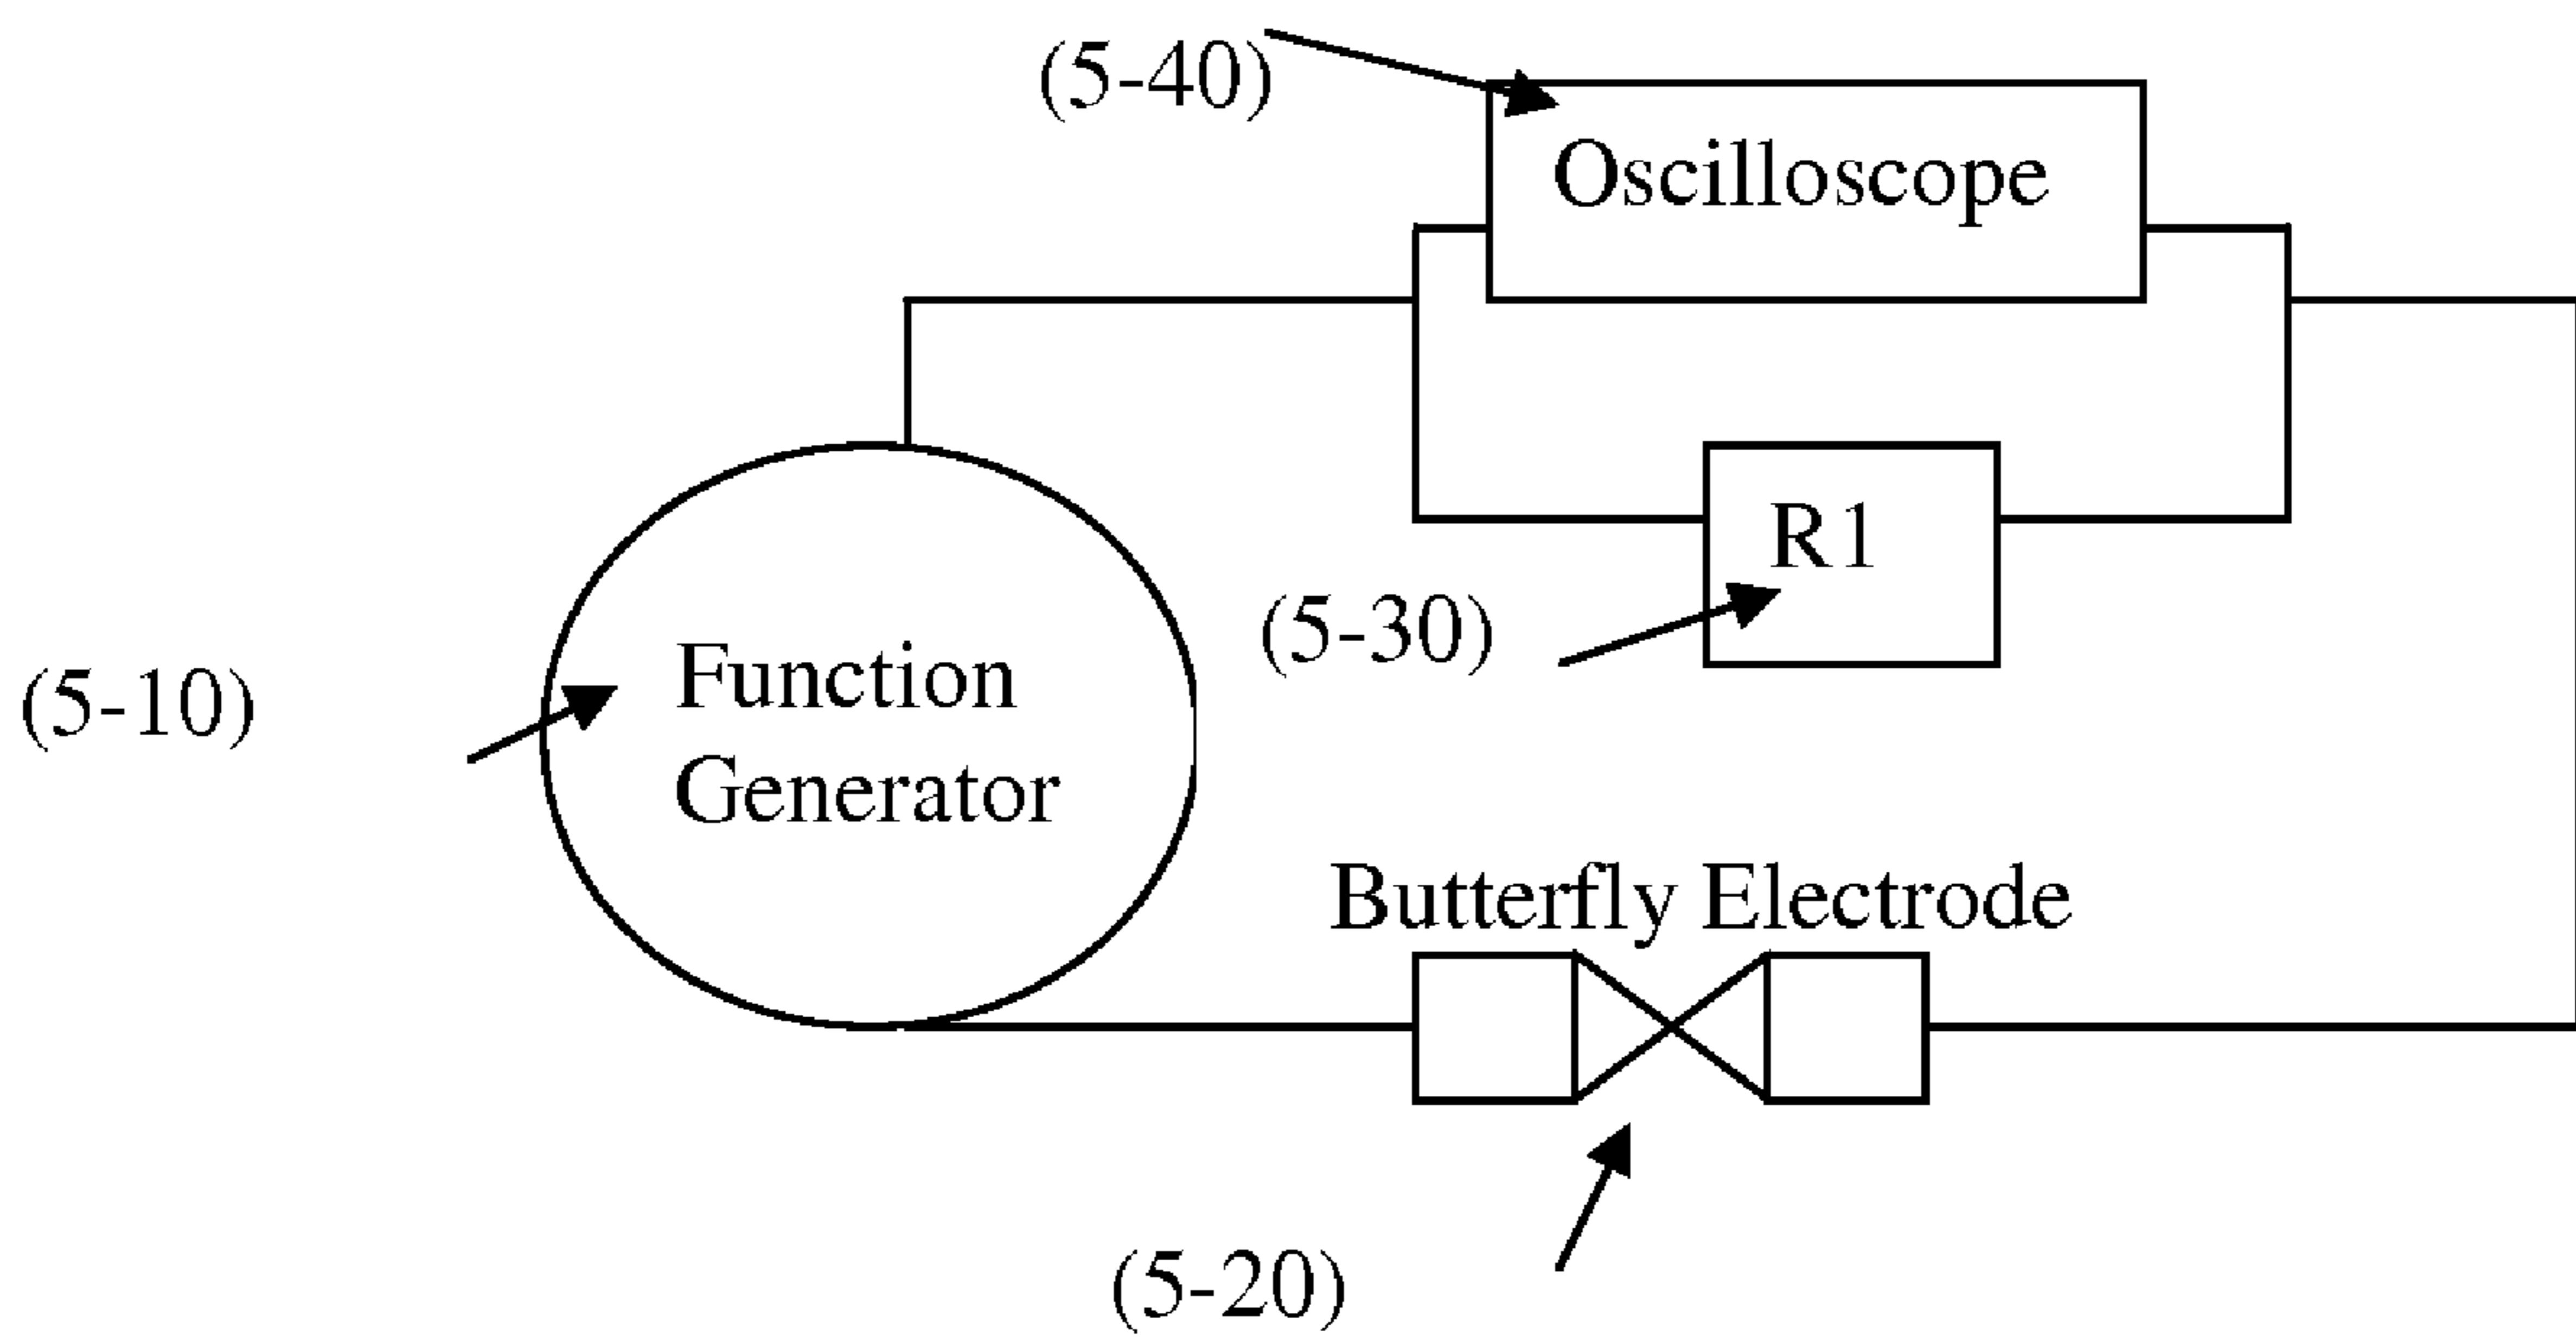 (5-40)
Oscilloscope
R1
(5-30)
(5-10)
Function
Generator
Butterfly Electrode
(5-20)